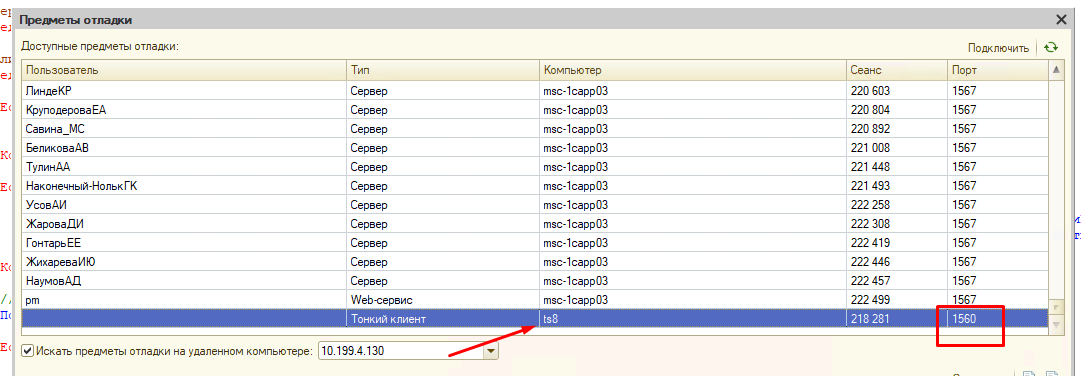 Предметы отладки
Доступные предметы отладки:
Подключить
Пользователь Тип Компьютер Сеанс Порт
ЛиндеКР Сервер msc-1capp03 220 603 1567
КруподероваЕА Сервер msc-1capp03 220 804 1567
Савина_МС Сервер msc-1capp03 220 892 1567
БеликоваАВ Сервер msc-1capp03 221 008 1567
ТулинАА Сервер msc-1capp03 221 448 1567
Наконечный-НолькГК Сервер msc-1capp03 221 493 1567
УсовАИ Сервер msc-1capp03 222 258 1567
ЖароваДИ Сервер msc-1capp03 222 308 1567
ГонтарьЕЕ Сервер msc-1capp03 222 419 1567
ЖихареваИЮ Сервер msc-1capp03 222 446 1567
НаумовАД Сервер msc-1capp03 222 457 1567
pm Web-сервис msc-1capp03 222 499 1567
Тонкий клиент ts8 218 281 1560
Искать предметы отладки на удаленном компьютере: 10.199.4.130